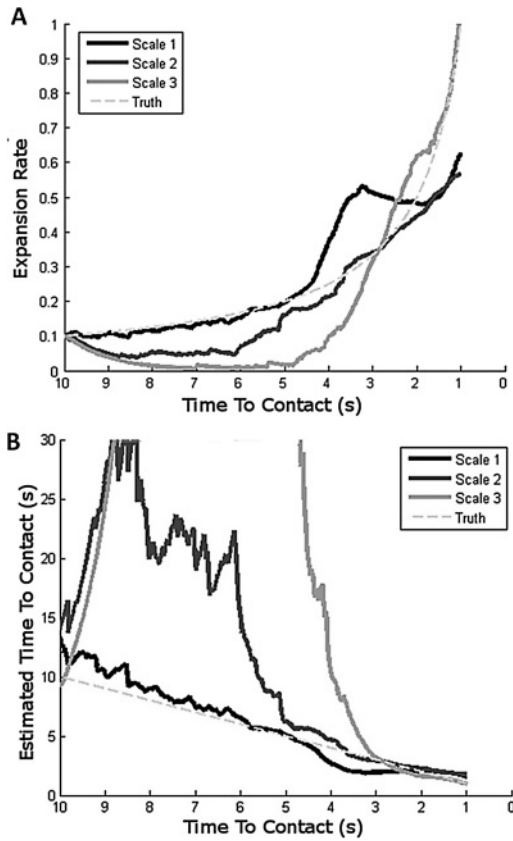 A
1
0.9
0.8
0.7
0.6
0.5
0.4
0.3
0.2
0.1
0
Expansion Rate
Scale 1
Scale 2
Scale 3
Truth
10 9 8 7 6 5 4 3 2 1 0
Time To Contact (s)
B
30
25
20
15
10
5
0
Estimated Time To Contact (s)
Scale 1
Scale 2
Scale 3
Truth
10 9 8 7 6 5 4 3 2 1 0
Time To Contact (s)